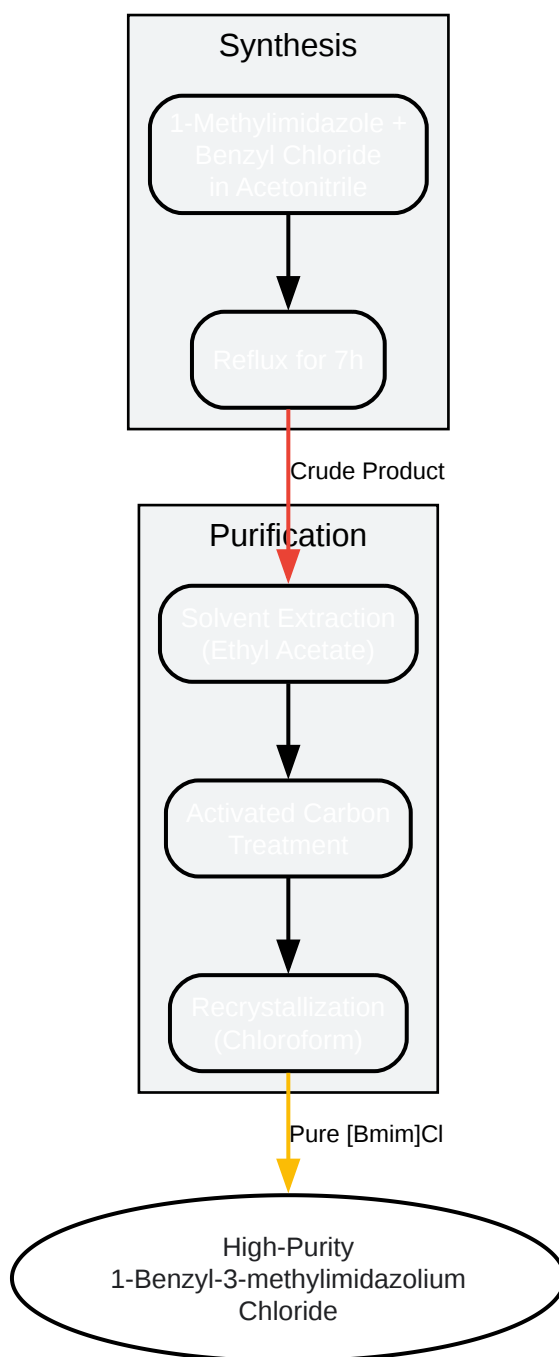 Synthesis
1-Methylimidazole +
Benzyl Chloride
in Acetonitrile
Reflux for 7h
Crude Product
Purification
Solvent Extraction
(Ethyl Acetate)
Activated Carbon
Treatment
Recrystallization
(Chloroform)
Pure [Bmim]Cl
High-Purity
1-Benzyl-3-methylimidazolium
Chloride